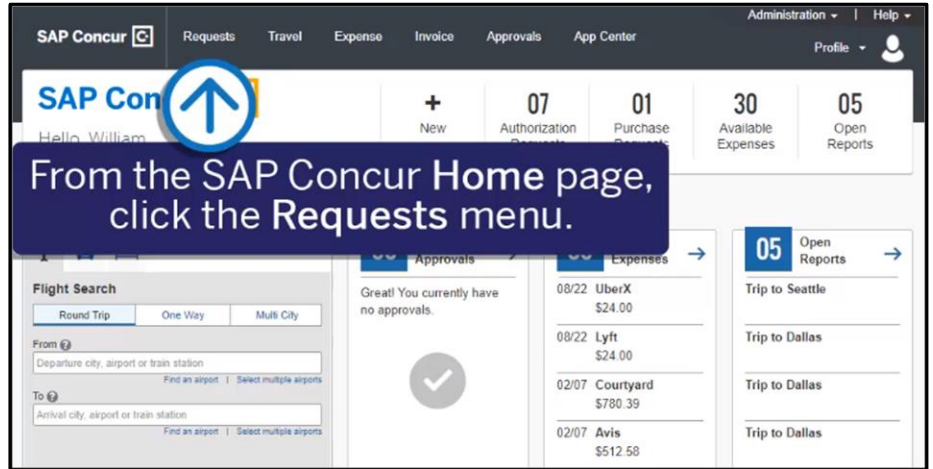 Administration | Help
SAP Concur C Requests Travel Expense Invoice Approvals App Center
Profile
SAP Con
Hello, William
+
New
07
Authorization
Requests
01
Purchase
Requests
30
Available
Expenses
05
Open
Reports
From the SAP Concur Home page,
click the Requests menu.
Flight Search
Round Trip One Way Multi City
From ?
Departure city, airport or train station
Find an airport | Select multiple airports
To ?
Arrival city, airport or train station
Find an airport | Select multiple airports
Approvals →
Great! You currently have
no approvals.
Expenses →
08/22 UberX
$24.00
08/22 Lyft
$24.00
02/07 Courtyard
$780.39
02/07 Avis
$512.58
05 Open
Reports →
Trip to Seattle
Trip to Dallas
Trip to Dallas
Trip to Dallas